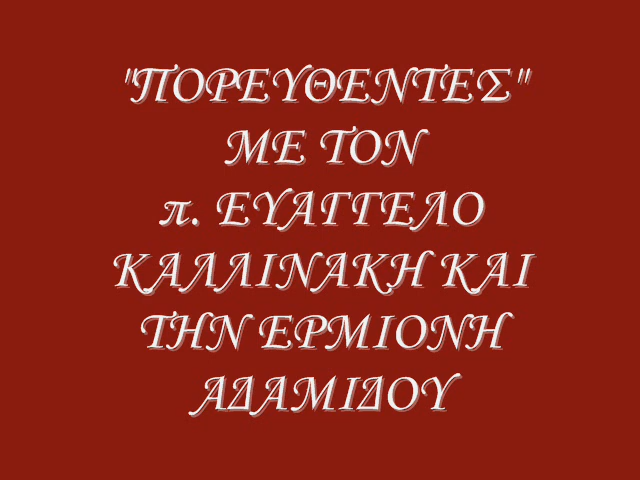 "ΠΟΡΕΥΘΕΝΤΕΣ"
ΜΕ ΤΟΝ
π. ΕΥΑΓΓΕΛΟ
ΚΑΛΛΙΝΑΚΗ ΚΑΙ
ΤΗΝ ΕΡΜΙΟΝΗ
ΑΔΑΜΙΔΟΥ